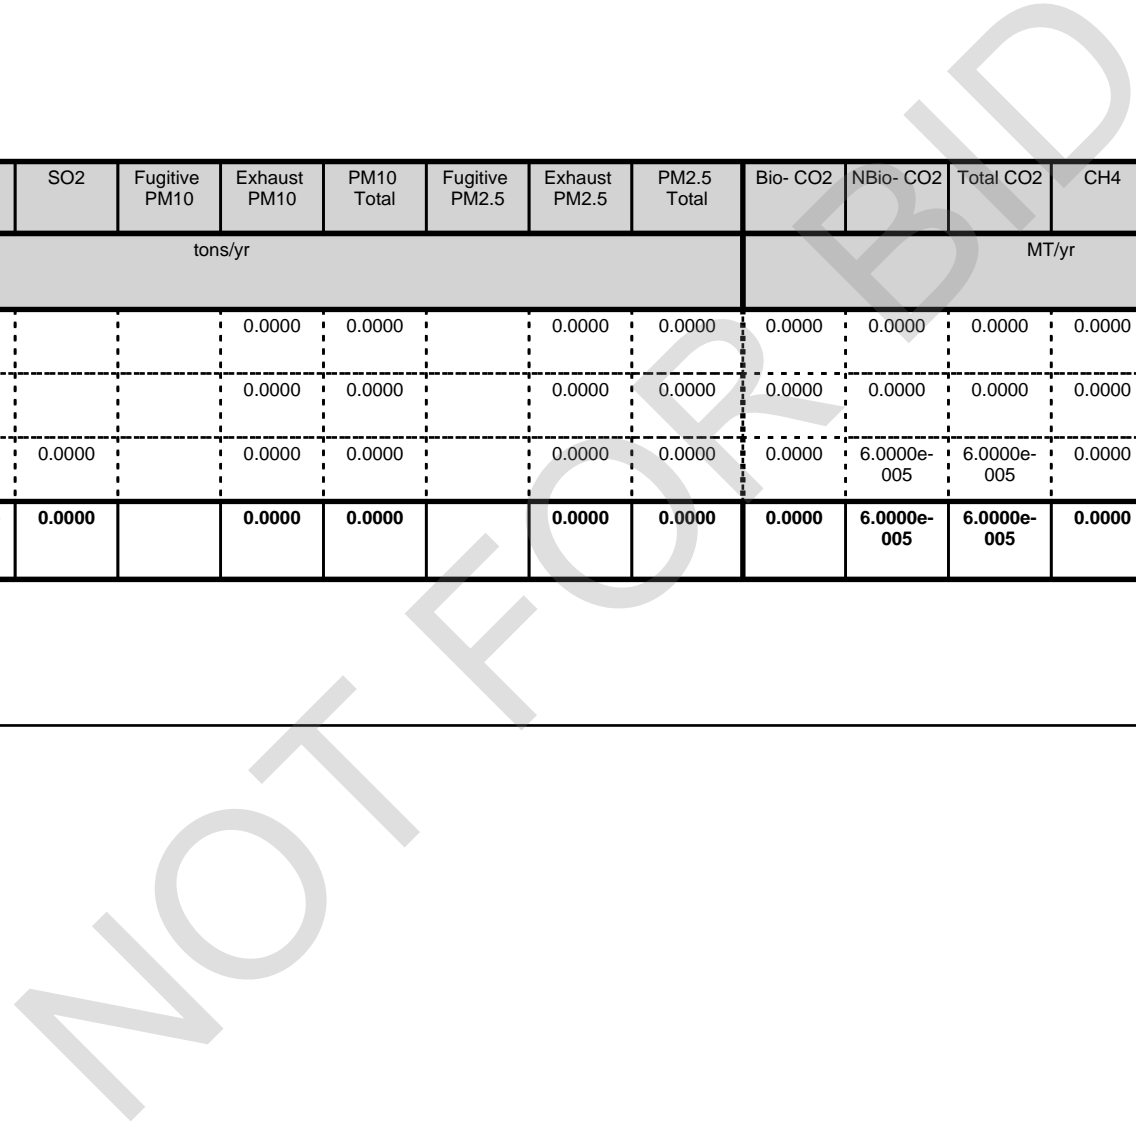 SO2 Fugitive PM10 Exhaust PM10 PM10 Total Fugitive PM2.5 Exhaust PM2.5 PM2.5 Total Bio- CO2 NBio- CO2 Total CO2 CH4
tons/yr MT/yr
0.0000 0.0000 0.0000 0.0000 0.0000 0.0000 0.0000 0.0000
0.0000 0.0000 0.0000 0.0000 0.0000 0.0000 0.0000 0.0000
0.0000 0.0000 0.0000 0.0000 0.0000 0.0000 6.0000e-005 6.0000e-005 0.0000
0.0000 0.0000 0.0000 0.0000 0.0000 0.0000 6.0000e-005 6.0000e-005 0.0000
NOT FOR BID